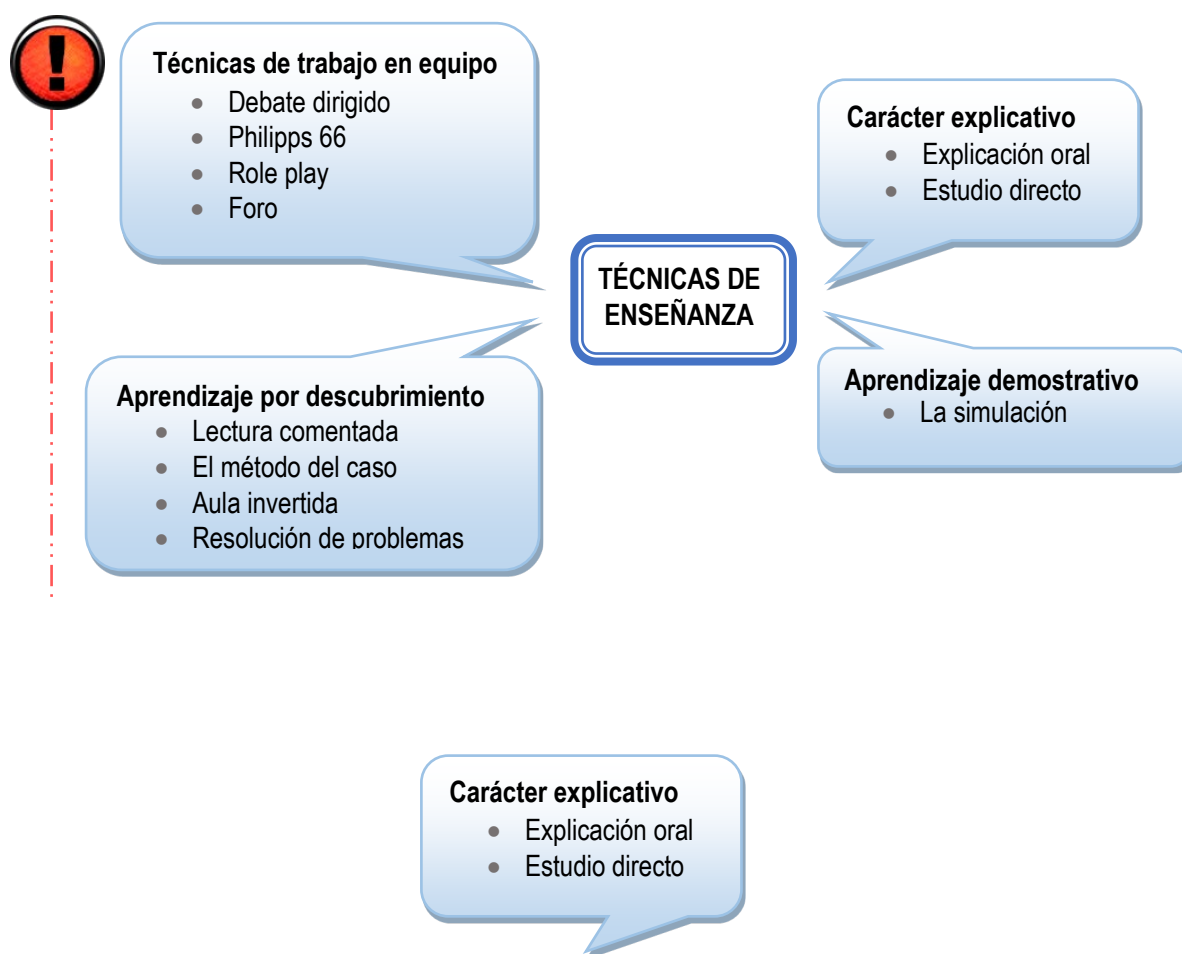 !
Técnicas de trabajo en equipo
● Debate dirigido
● Philipps 66
● Role play
● Foro
Carácter explicativo
● Explicación oral
● Estudio directo
TÉCNICAS DE
ENSEÑANZA
Aprendizaje por descubrimiento
● Lectura comentada
● El método del caso
● Aula invertida
● Resolución de problemas
Aprendizaje demostrativo
● La simulación
Carácter explicativo
● Explicación oral
● Estudio directo